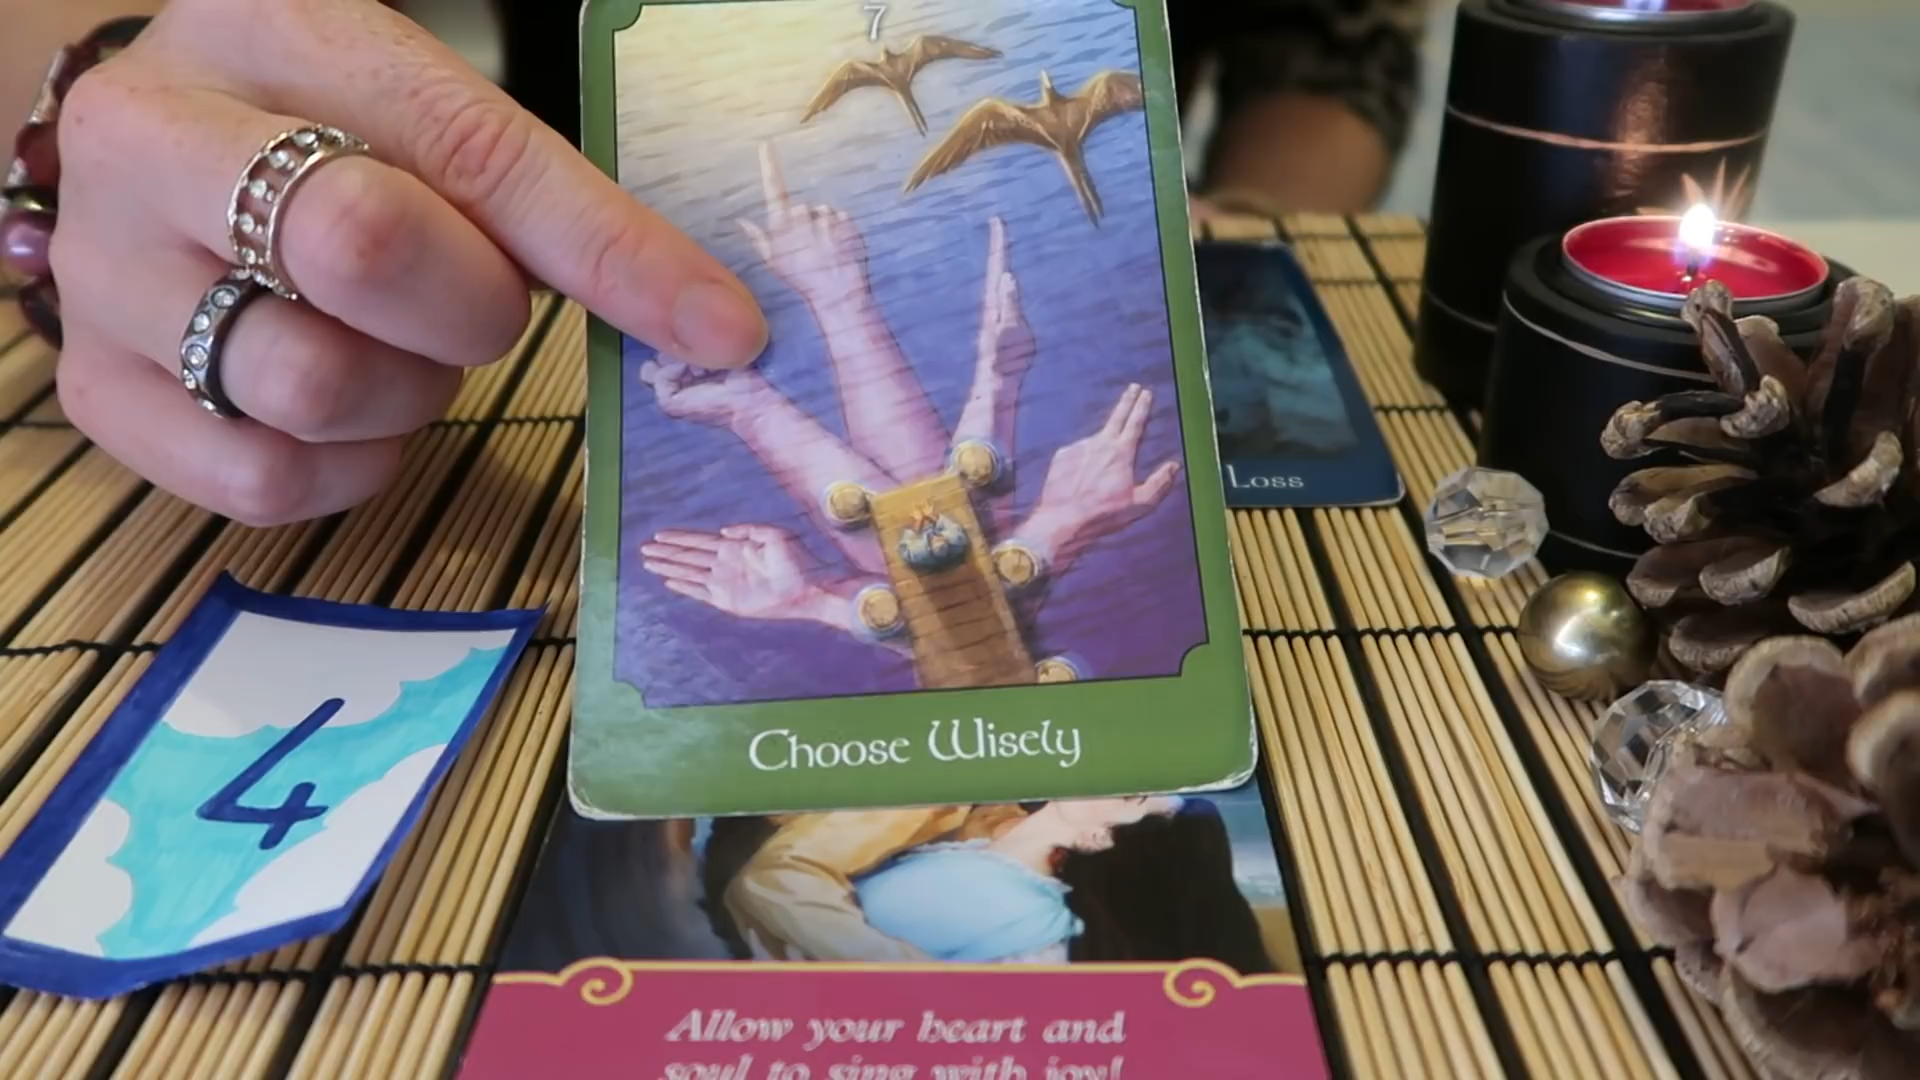 7
Loss
Choose Wisely
4
Allow your heart and
soul to sing with joy!